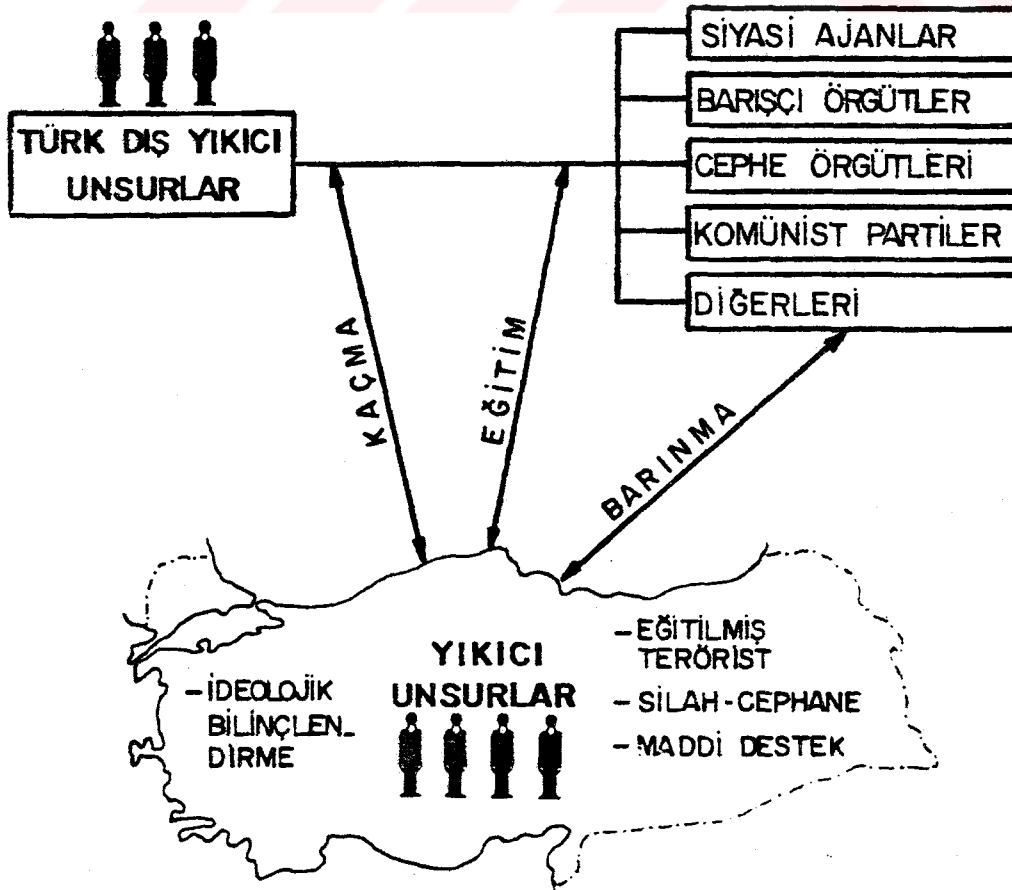 TÜRK DIŞ YIKICI
UNSURLAR
SİYASİ AJANLAR
BARIŞÇI ÖRGÜTLER
CEPHE ÖRGÜTLERİ
KOMÜNİST PARTİLER
DİĞERLERİ
KAÇMA
EĞİTİM
BARINMA
YIKICI
UNSURLAR
-İDEOLOJİK
BİLİNÇLEN_
DİRME
-EĞİTİLMİŞ
TERÖRİST
-SİLAH-CEPHANE
-MADDİ DESTEK